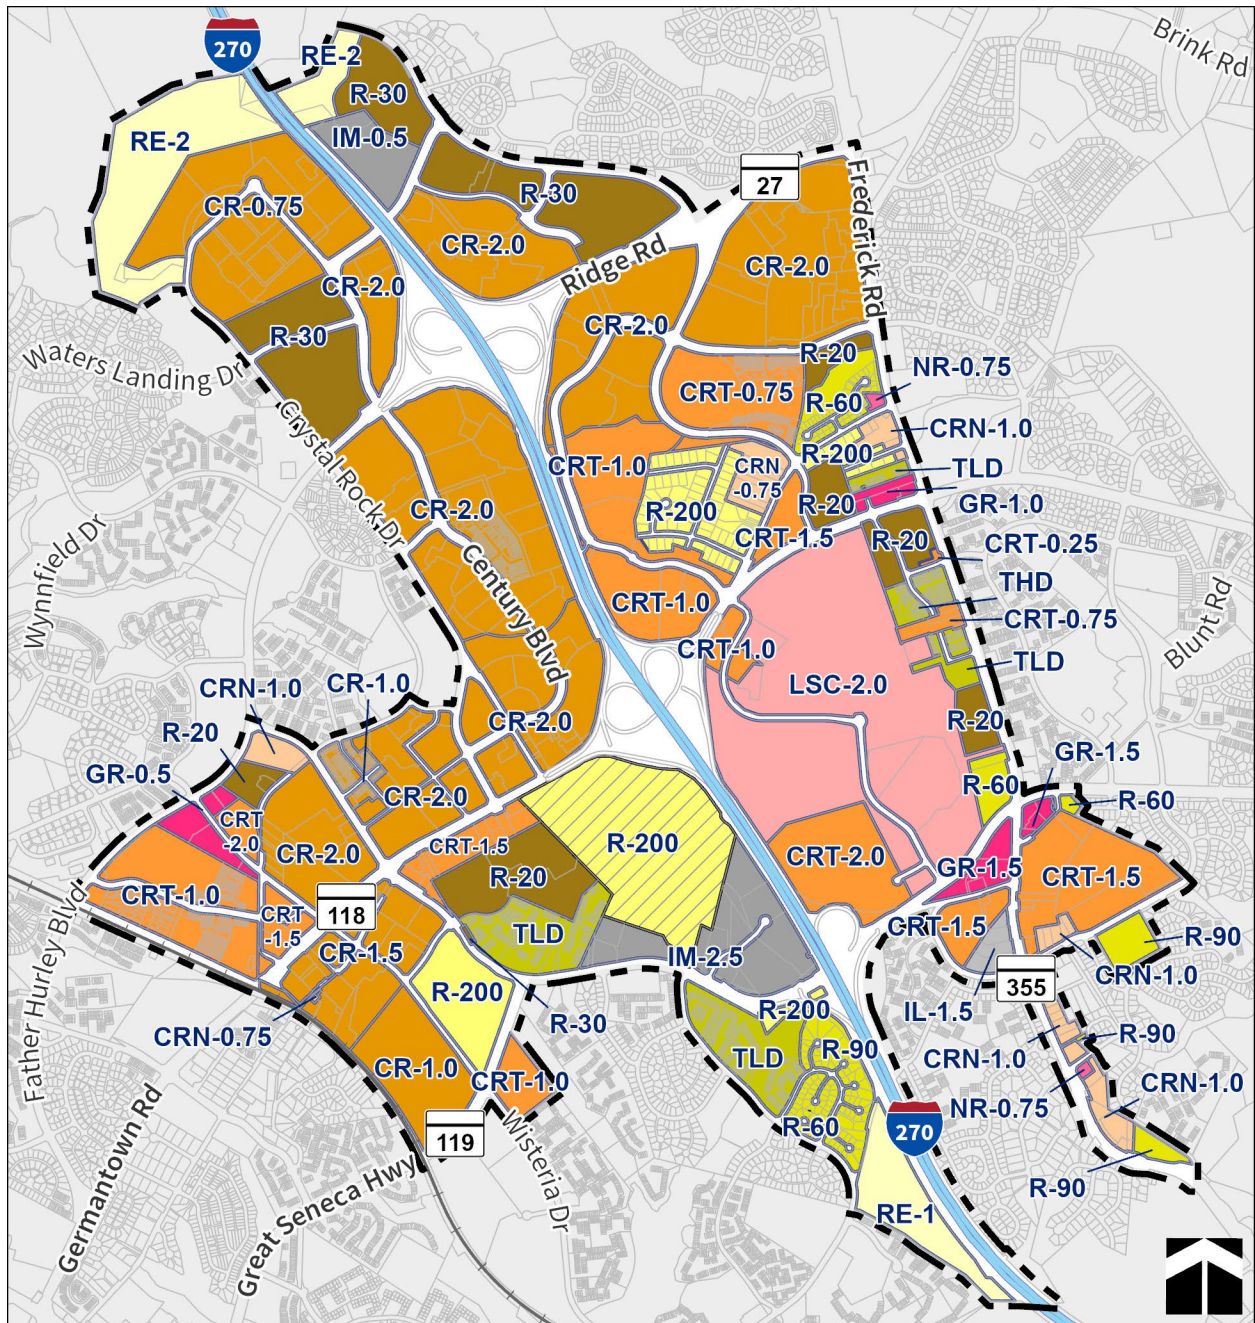 270
Brink Rd
RE-2
R-30
IM-0.5
RE-2
27
Frederick Rd
R-30
CR-0.75
CR-2.0
Ridge Rd
CR-2.0
CR-2.0
CR-2.0
R-30
Waters Landing Dr
R-20
NR-0.75
CRT-0.75
R-60
CRN-1.0
Crystal Rock Dr
R-200
CRT-1.0
CRN
-0.75
TLD
R-20
GR-1.0
CR-2.0
R-200
CRT-1.5
R-20
CRT-0.25
Wynnfield Dr
THD
Century Blvd
CRT-1.0
CRT-0.75
Blunt Rd
CRT-1.0
TLD
CRN-1.0
CR-1.0
LSC-2.0
R-20
CR-2.0
R-20
GR-1.5
GR-0.5
CR-2.0
R-60
R-60
CRT
-2.0
CRT-1.5
R-200
CR-2.0
CRT-2.0
GR-1.5
R-20
CRT-1.5
CRT-1.0
118
CRT
-1.5
TLD
CRT-1.5
Father Hurley Blvd
CR-1.5
IM-2.5
R-90
CRN-1.0
355
R-200
R-200
IL-1.5
R-30
CRN-0.75
R-90
R-90
TLD
CRN-1.0
CR-1.0
CRT-1.0
CRN-1.0
NR-0.75
270
R-60
119
Wisteria Dr
Germantown Rd
Great Seneca Hwy
R-90
RE-1